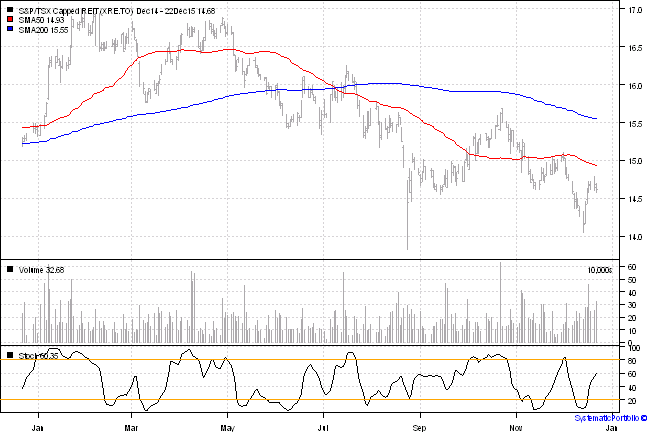 S&P/TSX Capped REIT (XRE.TO) Dec14 - 22Dec15 14.68
SMA50 14.93
SMA200 15.55
17.0
16.5
16.0
15.5
15.0
14.5
14.0
Volume 32.68
10,000s
60
50
40
30
20
10
0
Stoch 60.35
100
80
60
40
20
Jan Mar May Jul Sep Nov Jan
SystematicPortfolio ©